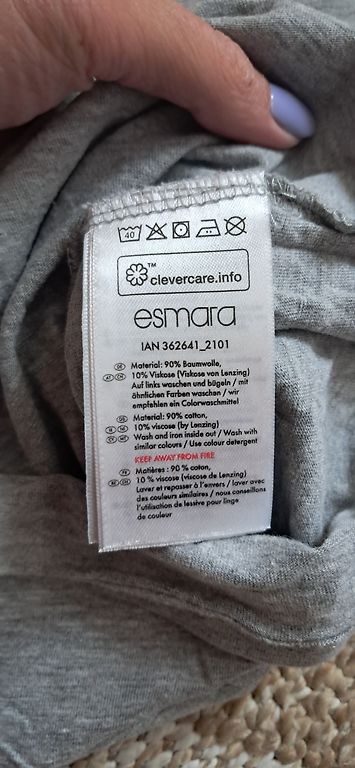 40
™
clevercare.info
esmara
IAN 362641_2101
DE Material: 90% Baumwolle,
AT CH 10% Viskose (Viskose von Lenzing)
Auf links waschen und bügeln / mit
ähnlichen Farben waschen / wir
empfehlen ein Colorwaschmittel
Material: 90% cotton,
10% viscose (by Lenzing)
Wash and iron inside out / Wash with
similar colours / Use colour detergent
KEEP AWAY FROM FIRE
FR Matières : 90 % coton,
10 % viscose (viscose de Lenzing)
Laver et repasser à l'envers / laver avec
des couleurs similaires / nous conseillons
l'utilisation de lessive pour linge
de couleur